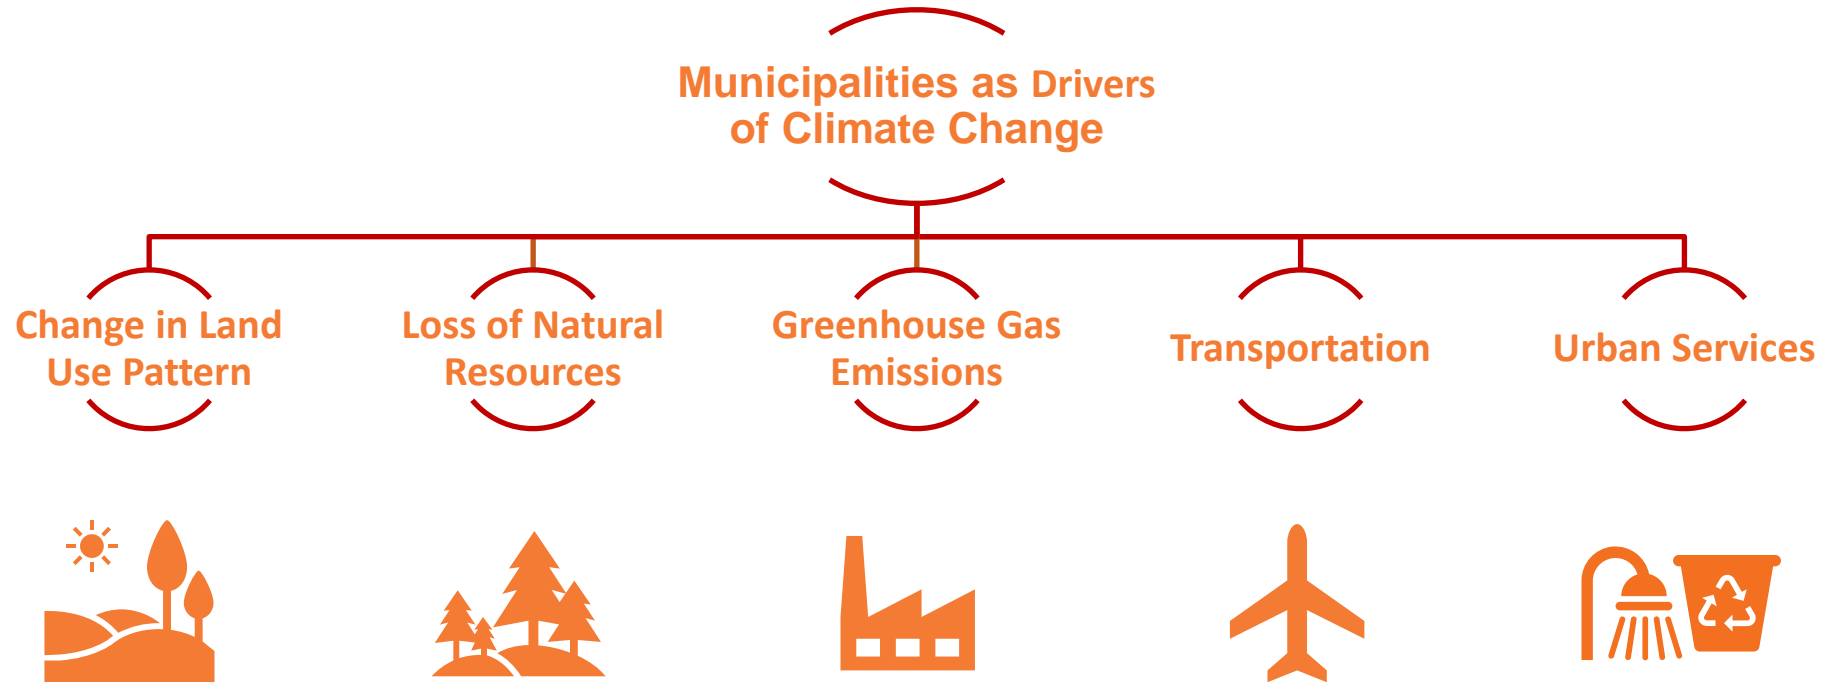 Municipalities as Drivers
of Climate Change
Change in Land
Use Pattern
Loss of Natural
Resources
Greenhouse Gas
Emissions
Transportation
Urban Services